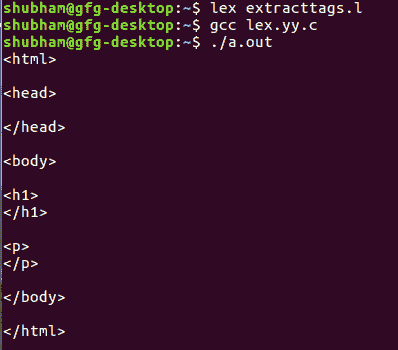 shubham@gfg-desktop:~$ lex extracttags.l
shubham@gfg-desktop:~$ gcc lex.yy.c
shubham@gfg-desktop:~$ ./a.out
<html>
<head>
</head>
<body>
<h1>
</h1>
<p>
</p>
</body>
</html>